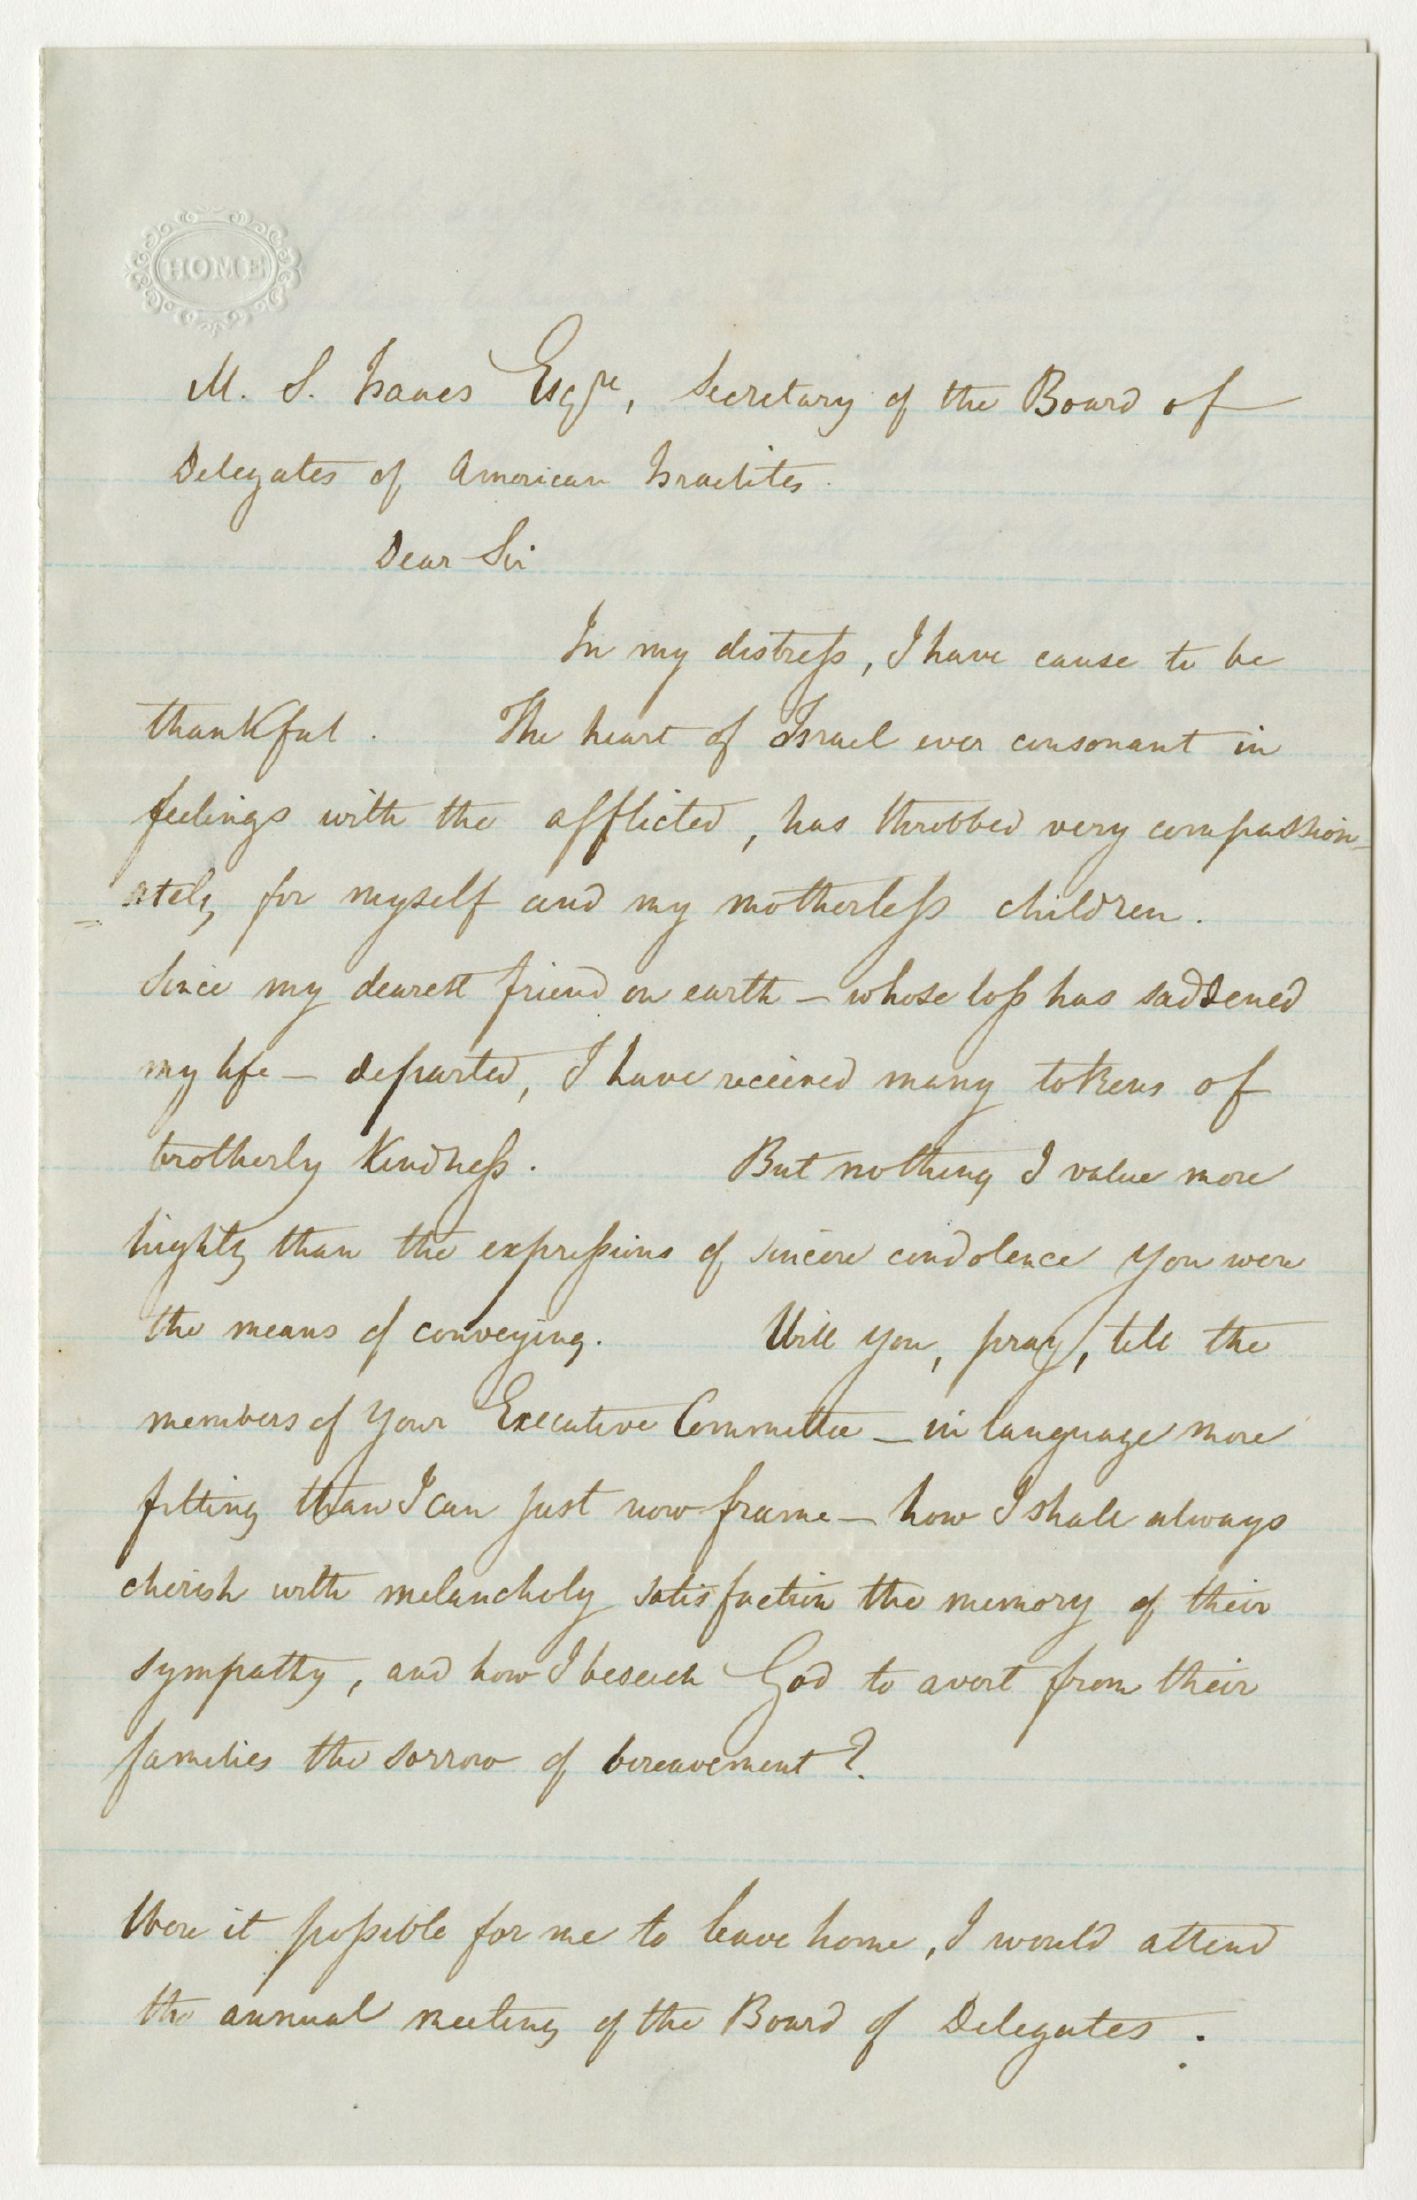 HOME
M. S. Isaacs Esqre, Secretary of the Board of
Delegates of American Israelites.
Dear Sir
In my distress, I have cause to be
thankful. The heart of Israel ever consonant in
feelings with the afflicted, has throbbed very compassion-
=ately for myself and my motherless children.
Since my dearest friend on earth – whose loss has saddened
my life – departed, I have received many tokens of
brotherly kindness. But nothing I value more
highly than the expressions of sincere condolence you were
the means of conveying. Will you, pray, tell the
members of your Executive Committee – in language more
fitting than I can just now frame – how I shall always
cherish with melancholy satisfaction the memory of their
sympathy, and how I beseech God to avert from their
families the sorrow of bereavement?
Were it possible for me to leave home, I would attend
the annual meeting of the Board of Delegates.